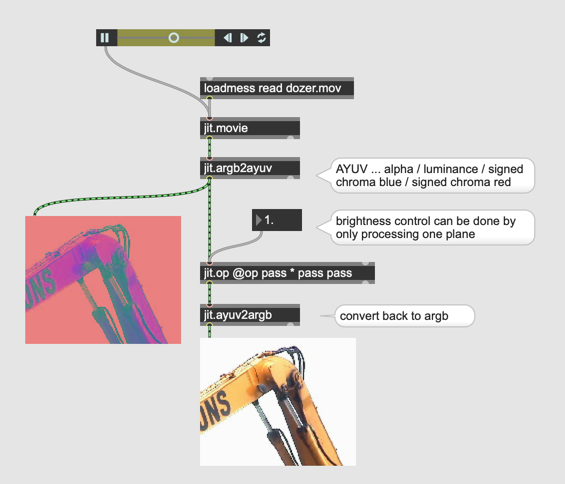 loadmess read dozer.mov
jit.movie
jit.argb2ayuv
AYUV ... alpha / luminance / signed
chroma blue / signed chroma red
1.
brightness control can be done by
only processing one plane
jit.op @op pass * pass pass
jit.ayuv2argb
convert back to argb
ONS
ONS